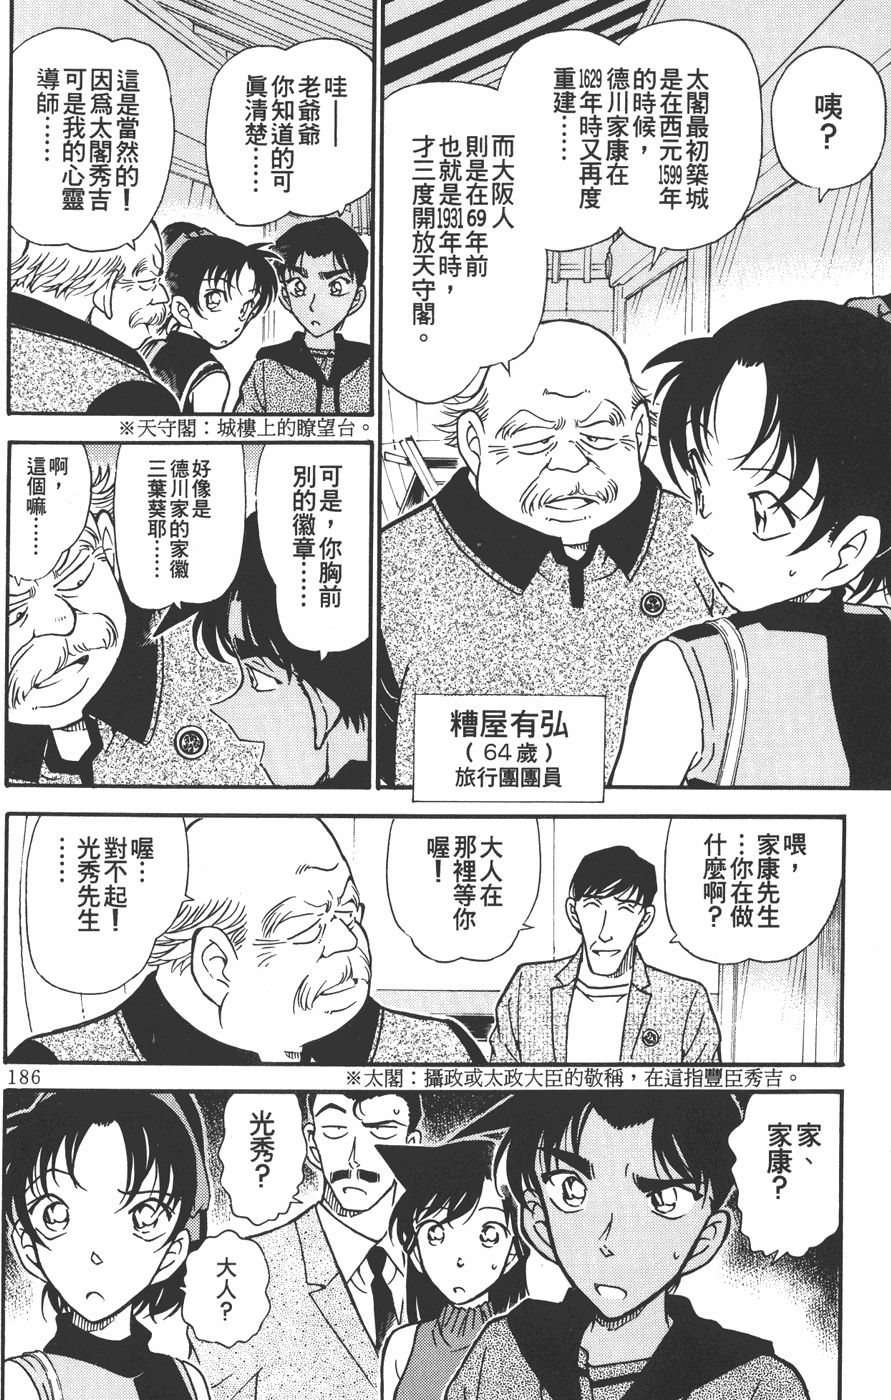 咦？
太閣最初築城
是在西元1599年
的時候，
德川家康在
1629年時又再度
重建……
而大阪人
則是在69年前
也就是1931年時，
才三度開放天守閣。
糟屋有弘
（64歲）
旅行團團員
哇——
老爺爺
你知道的可
真清楚……
這是當然的！
因為太閣秀吉
可是我的心靈
導師……
※天守閣：城樓上的瞭望台。
可是，你胸前
別的徽章……
好像是
德川家的家徽
三葉葵耶……
啊，
這個嘛……
喂，
家康先生
…你在做
什麼啊？
大人在
那裡等你
喔！
喔…
對不起！
光秀先生
……
186
※太閣：攝政或太政大臣的敬稱，在這指豐臣秀吉。
家、
家康？
光秀？
大人？